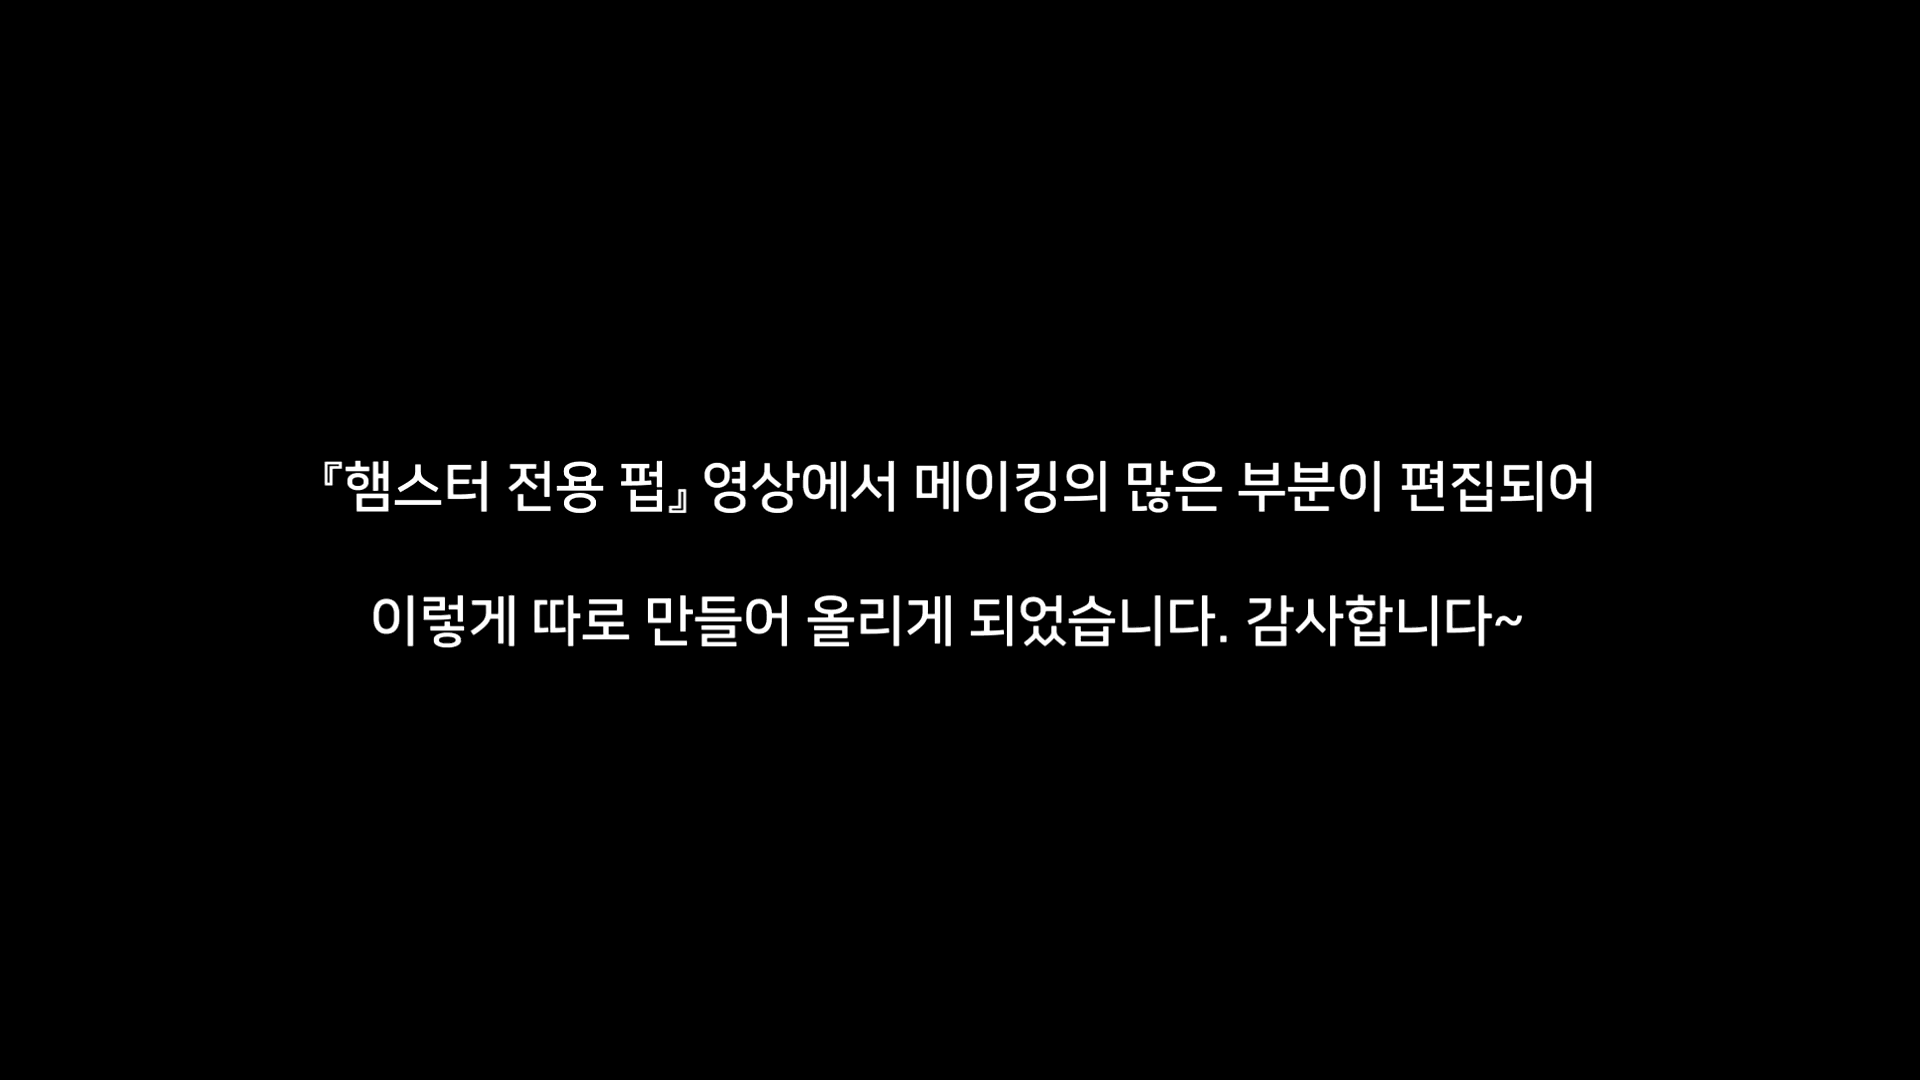 『햄스터 전용 펍』 영상에서 메이킹의 많은 부분이 편집되어
이렇게 따로 만들어 올리게 되었습니다. 감사합니다~